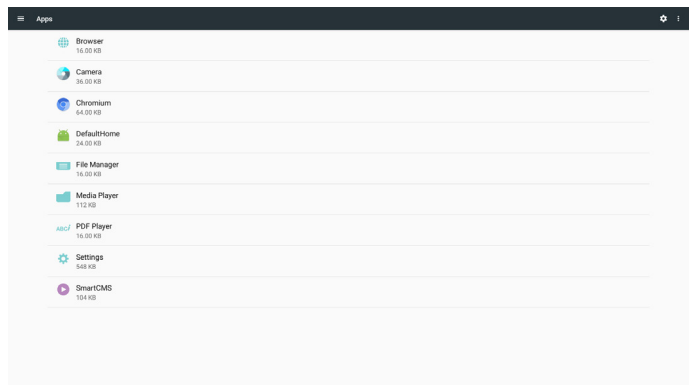 Apps
Browser
16.00 KB
Camera
36.00 KB
Chromium
64.00 KB
DefaultHome
24.00 KB
File Manager
16.00 KB
Media Player
112 KB
ABC
PDF Player
16.00 KB
Settings
548 KB
SmartCMS
104 KB